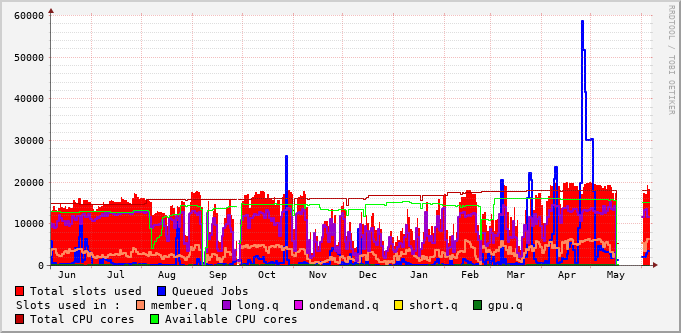 60000
50000
40000
30000
20000
10000
0
Jun Jul Aug Sep Oct Nov Dec Jan Feb Mar Apr May
RRDTOOL / TOBI OETIKER
Total slots used Queued Jobs
Slots used in : member.q long.q ondemand.q short.q gpu.q
Total CPU cores Available CPU cores